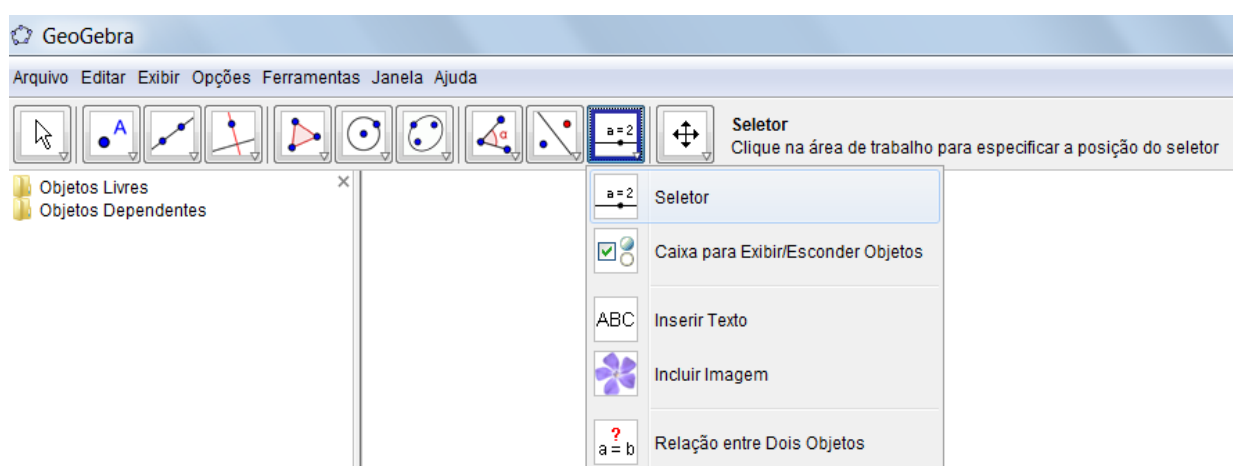 GeoGebra
Arquivo Editar Exibir Opções Ferramentas Janela Ajuda
A
α
a=2
Seletor
Clique na área de trabalho para especificar a posição do seletor
Objetos Livres
Objetos Dependentes
a=2 Seletor
Caixa para Exibir/Esconder Objetos
ABC Inserir Texto
Incluir Imagem
?
a = b Relação entre Dois Objetos